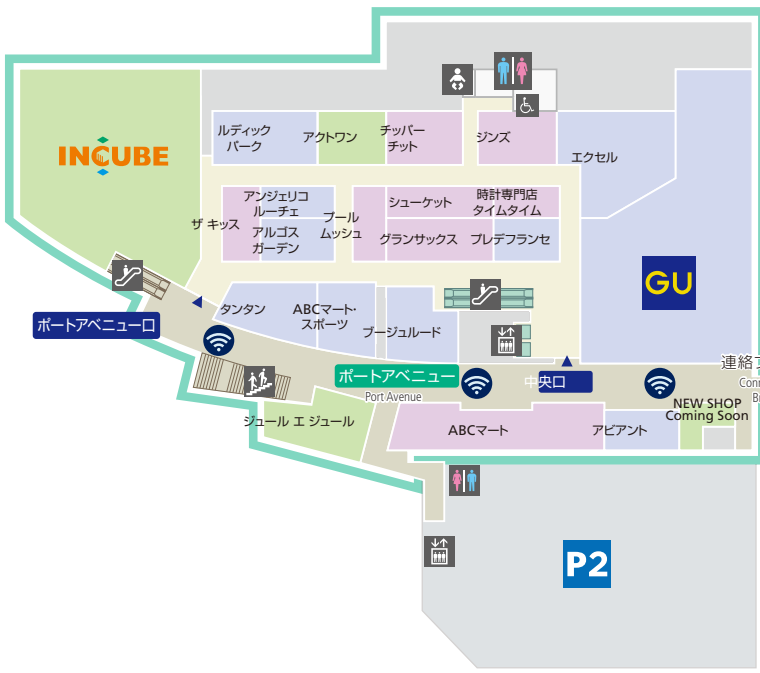 ルディック
パーク
アクトワン
チッパー
チット
ジンズ
エクセル
INCUBE
アンジェリコ
ルーチェ
ザ キッス
アルゴス
ガーデン
プール
ムッシュ
シューケット
時計専門店
タイムタイム
グランサックス
プレデフランセ
GU
タンタン
ABCマート・
スポーツ
ブージュルード
ポートアベニュー口
ポートアベニュー
Port Avenue
中央口
連絡ブ
Conn
Br
NEW SHOP
Coming Soon
ジュール エ ジュール
ABCマート
アビアント
P2